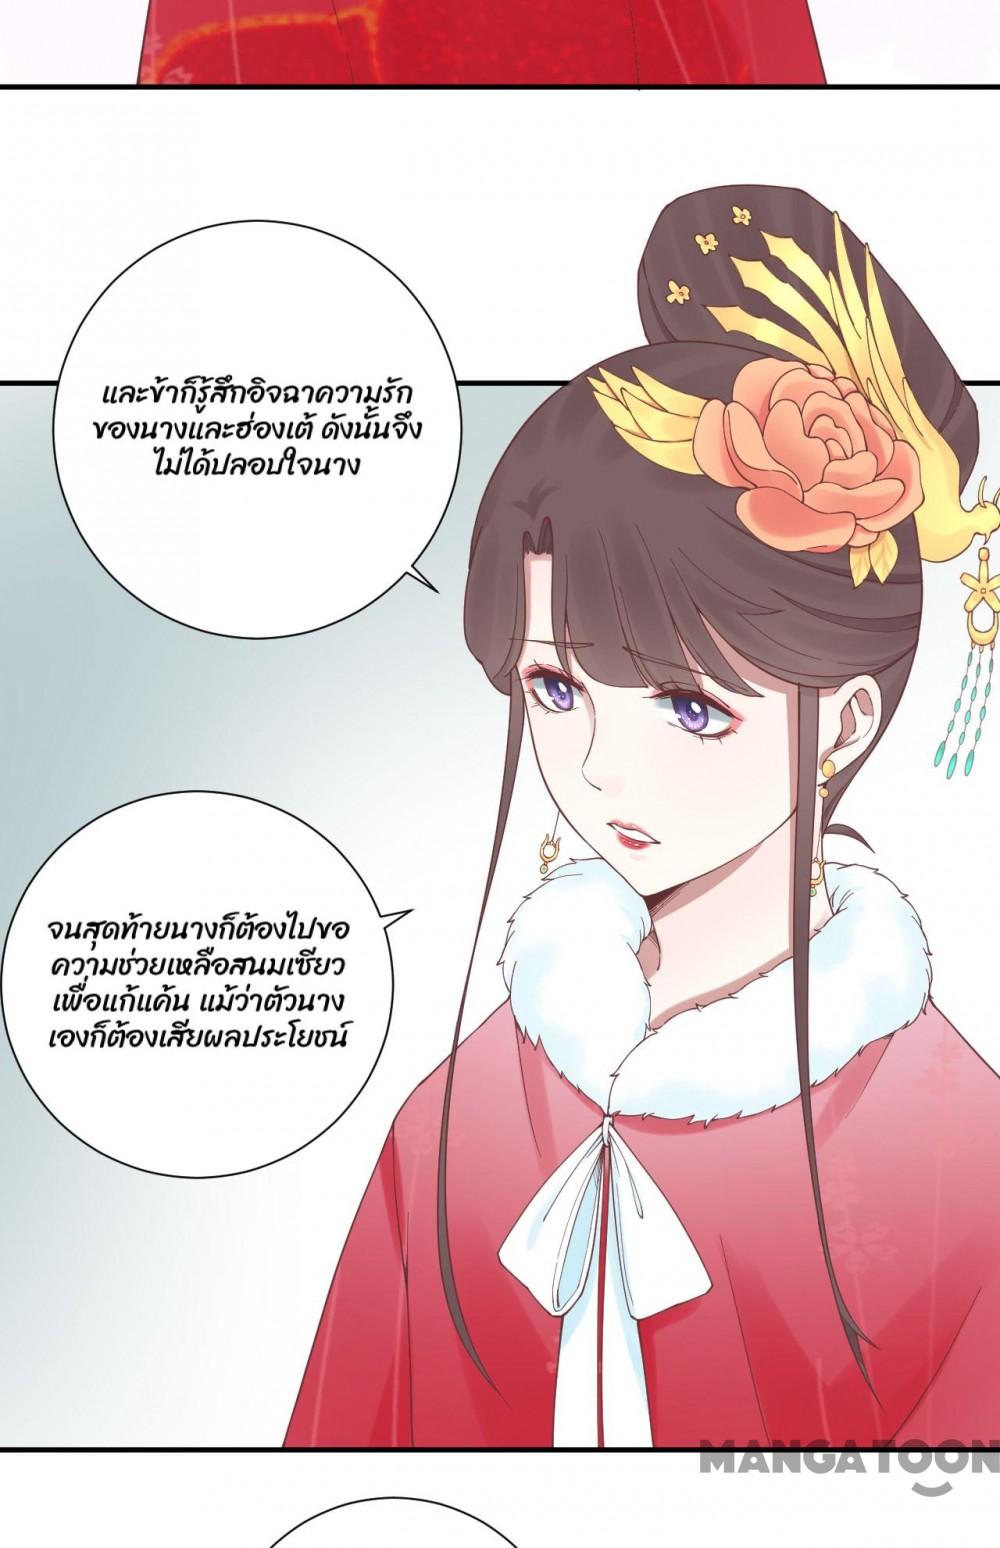 และข้าก็รู้สึกอิจฉาความรัก
ของนางและฮ่องเต้ ดังนั้นจึง
ไม่ได้ปลอบใจนาง
จนสุดท้ายนางก็ต้องไปขอ
ความช่วยเหลือสนมเซียว
เพื่อแก้แค้น แม้ว่าตัวนาง
เองก็ต้องเสียผลประโยชน์
MANGATOON